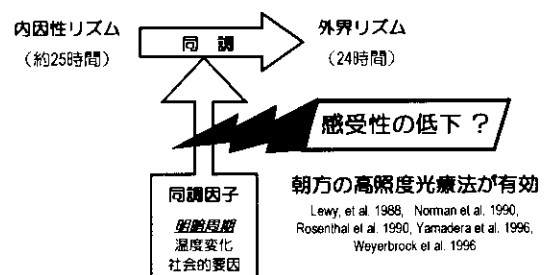 内因性リズム
（約25時間）
同 調
外界リズム
（24時間）
感受性の低下 ？
同調因子
明暗周期
温度変化
社会的要因
朝方の高照度光療法が有効
Lewy, et al. 1988, Norman et al. 1990,
Rosenthal et al. 1990, Yamadera et al. 1996,
Weyerbrock et al. 1996